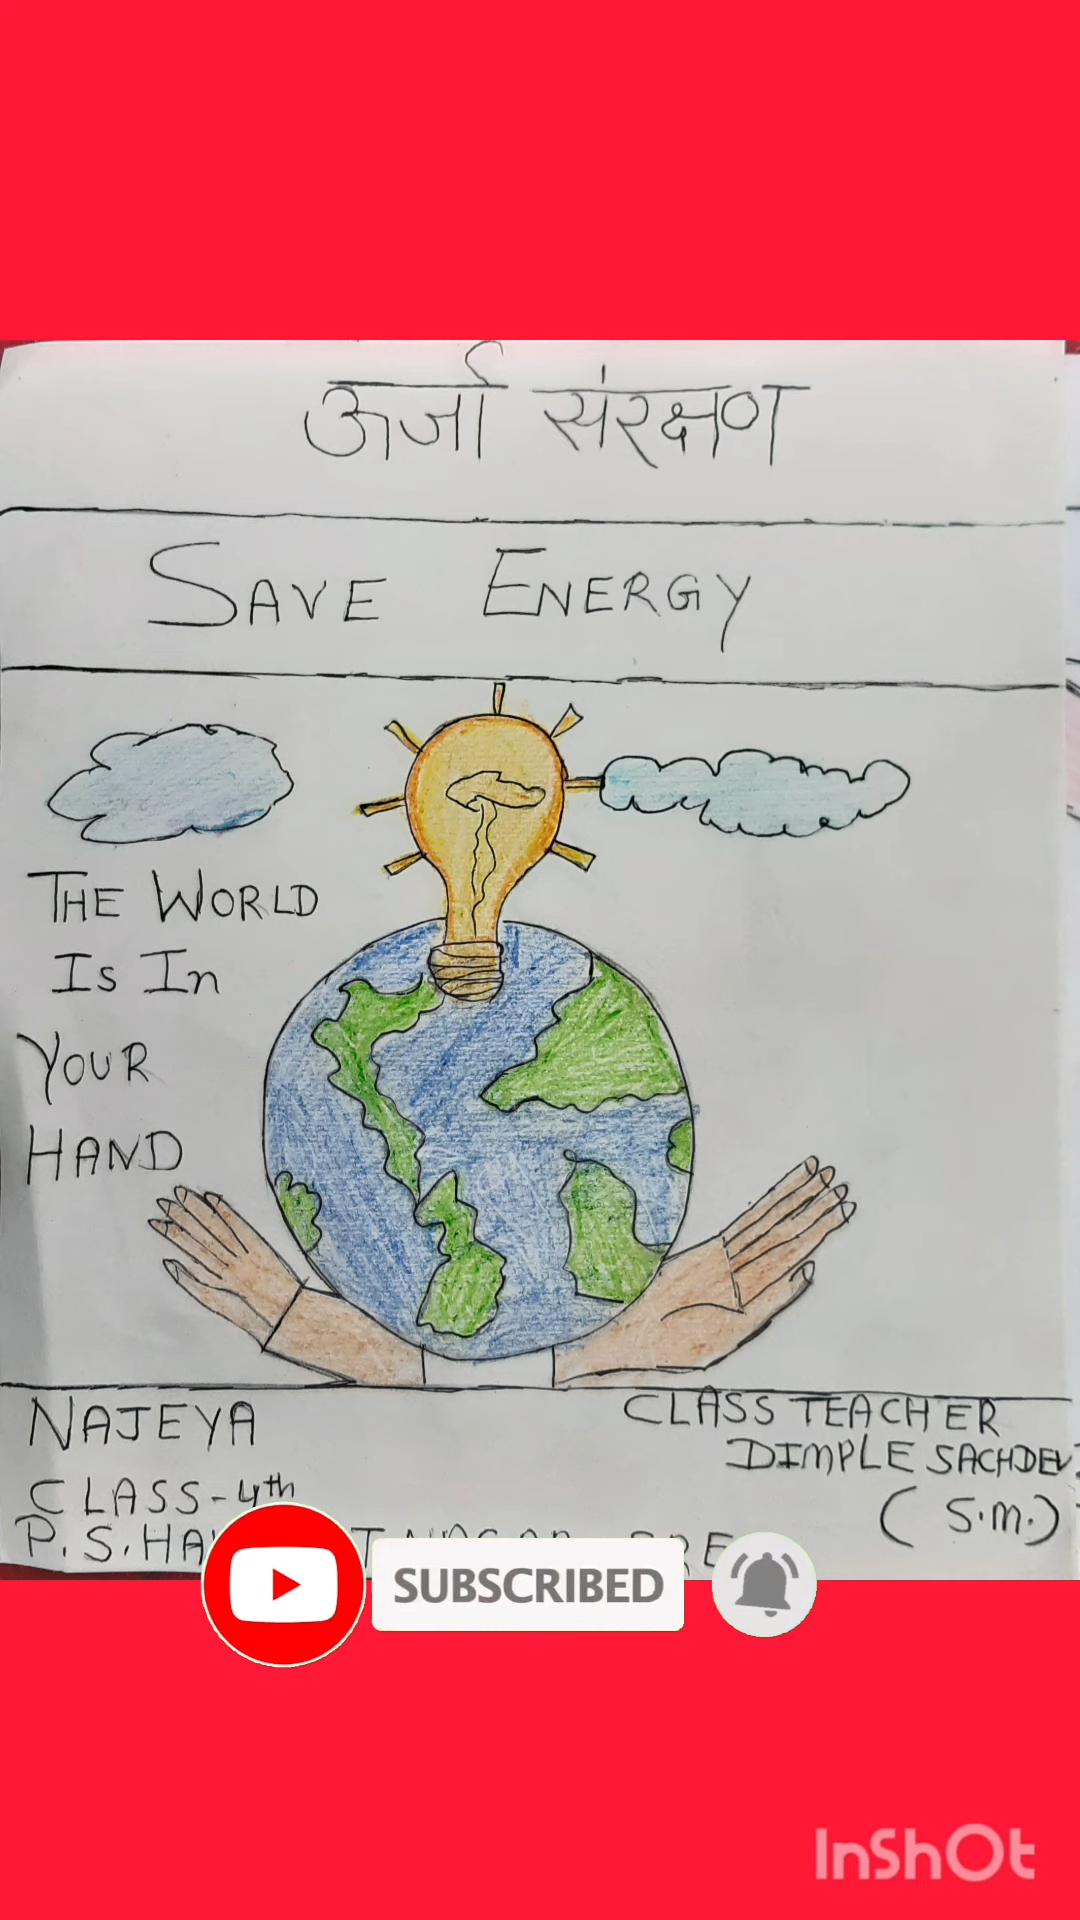 ऊर्जा संरक्षण
SAVE ENERGY
THE WORLD
IS In
YOUR
HAND
NAJEYA
CLASS-4th
P.S.
CLASS TEACHER
DIMPLE SACHDEV
(S.M.)
SUBSCRIBED
InShOt